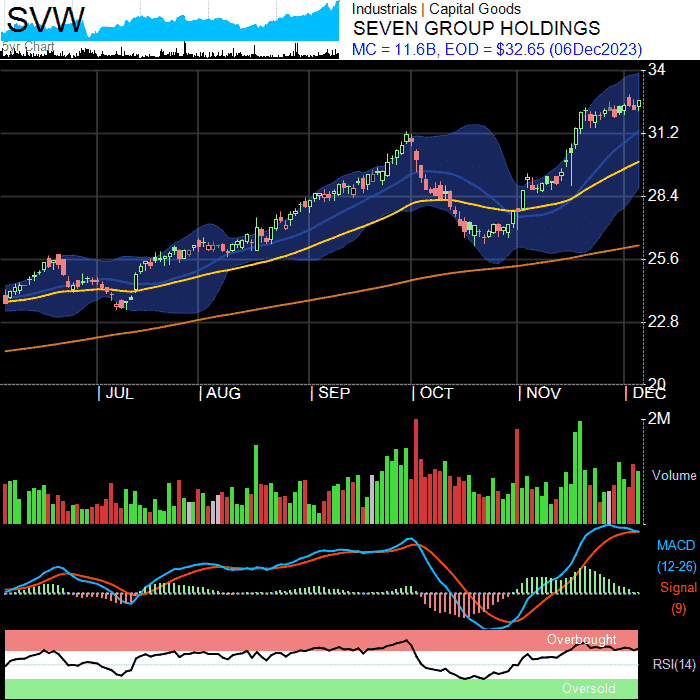 SVW
5yr Chart
Industrials | Capital Goods
SEVEN GROUP HOLDINGS
MC = 11.6B, EOD = $32.65 (06Dec2023)
34
31.2
28.4
25.6
22.8
20
| JUL | AUG | SEP | OCT | NOV | DEC
2M
Volume
MACD
(12-26)
Signal
(9)
Overbought
RSI(14)
Oversold